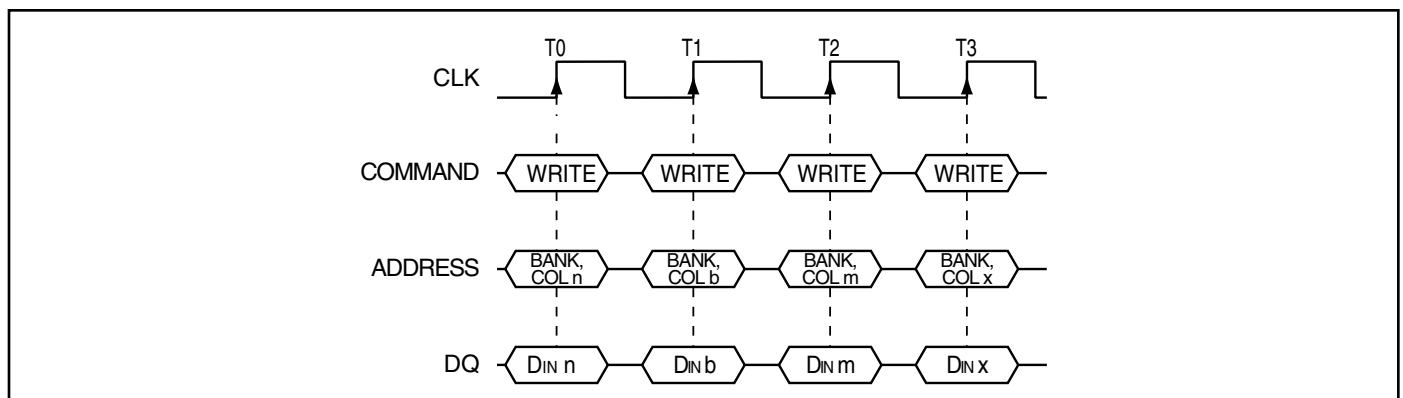 T0 T1 T2 T3
CLK
COMMAND WRITE WRITE WRITE WRITE
ADDRESS BANK, COL n BANK, COL b BANK, COL m BANK, COL x
DQ DIN n DIN b DIN m DIN x